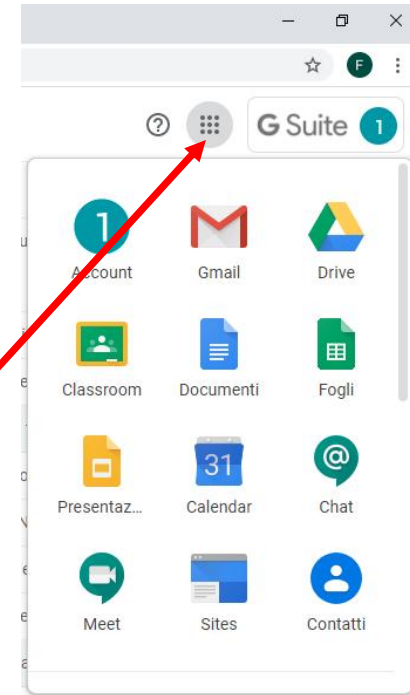 F
G Suite 1
1
Account Gmail Drive
Classroom Documenti Fogli
31
@
Presentaz... Calendar Chat
Meet Sites Contatti